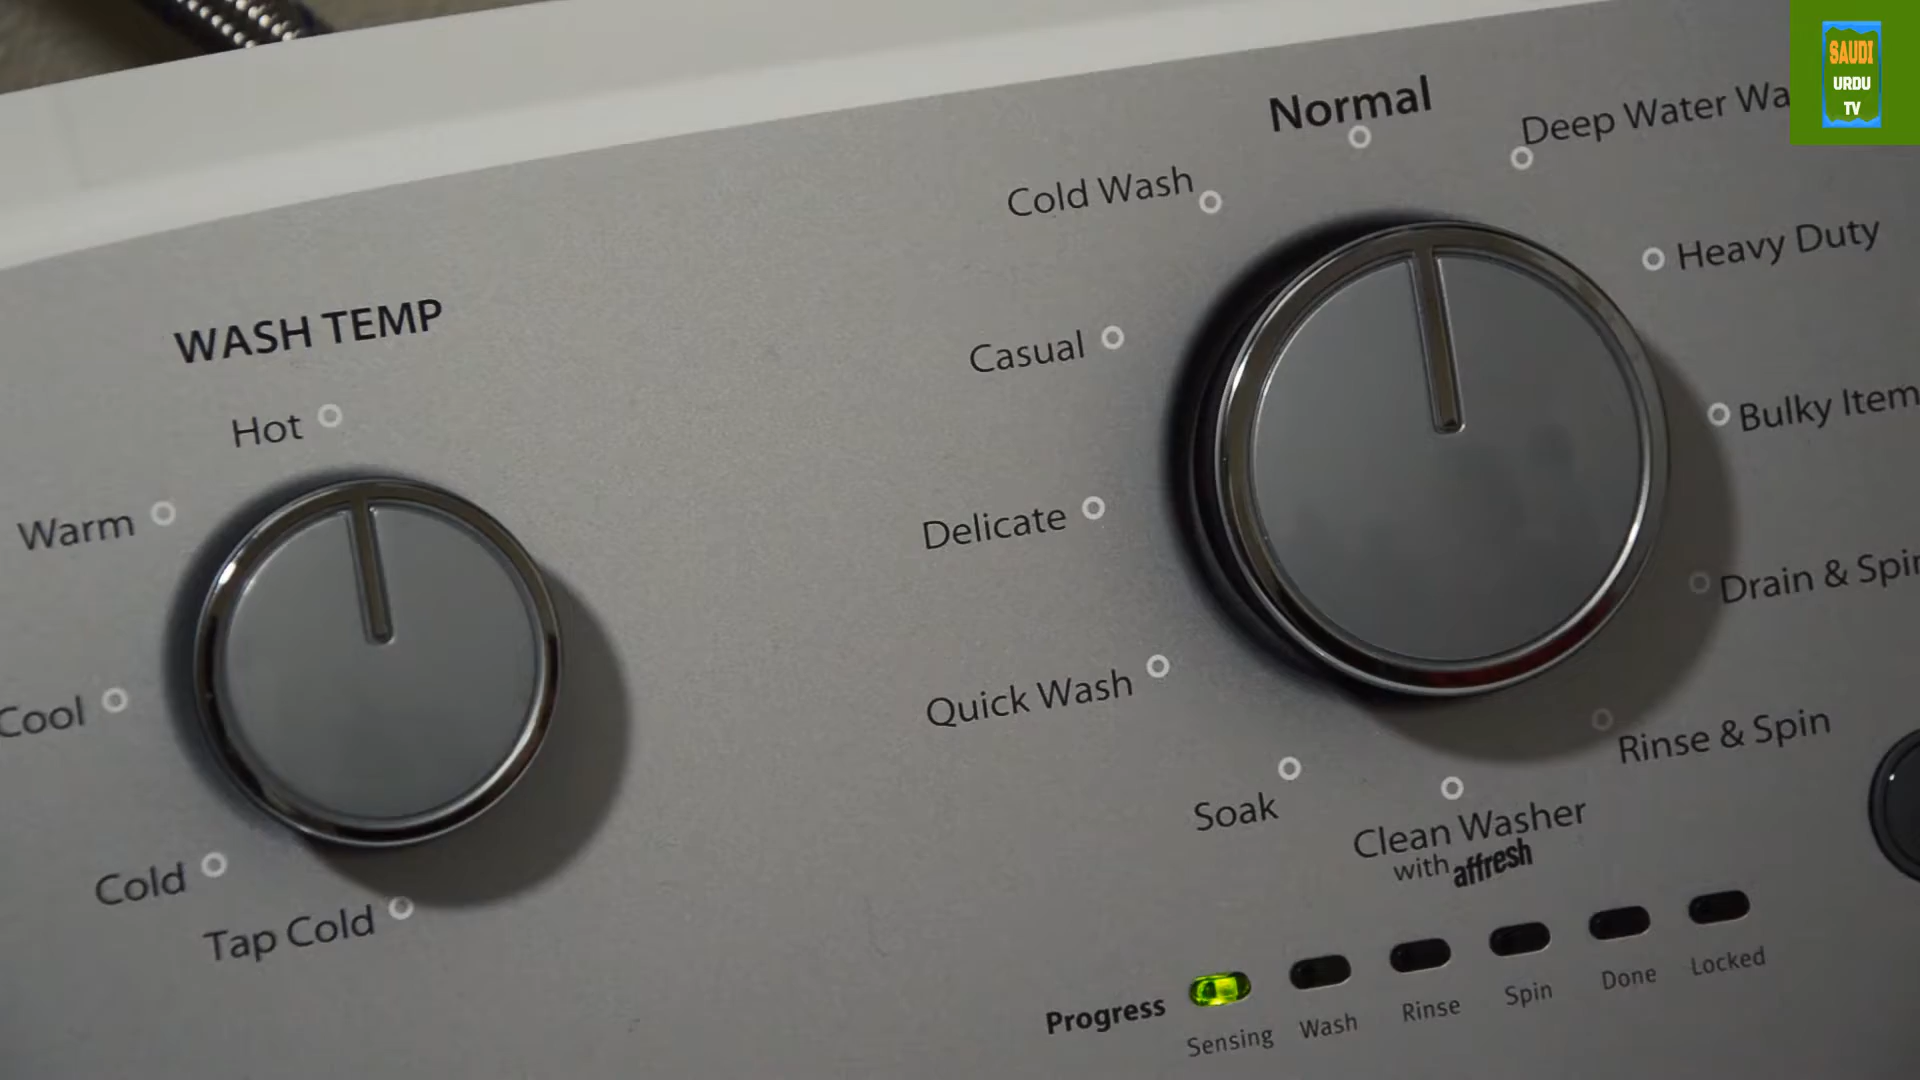 SAUDI
URDU
TV
Normal
Deep Water Wa
Cold Wash
Heavy Duty
WASH TEMP
Casual
Hot
Bulky Item
Warm
Delicate
Drain & Spin
Cool
Quick Wash
Rinse & Spin
Soak
Clean Washer
with affresh
Cold
Tap Cold
Progress
Sensing
Wash
Rinse
Spin
Done
Locked